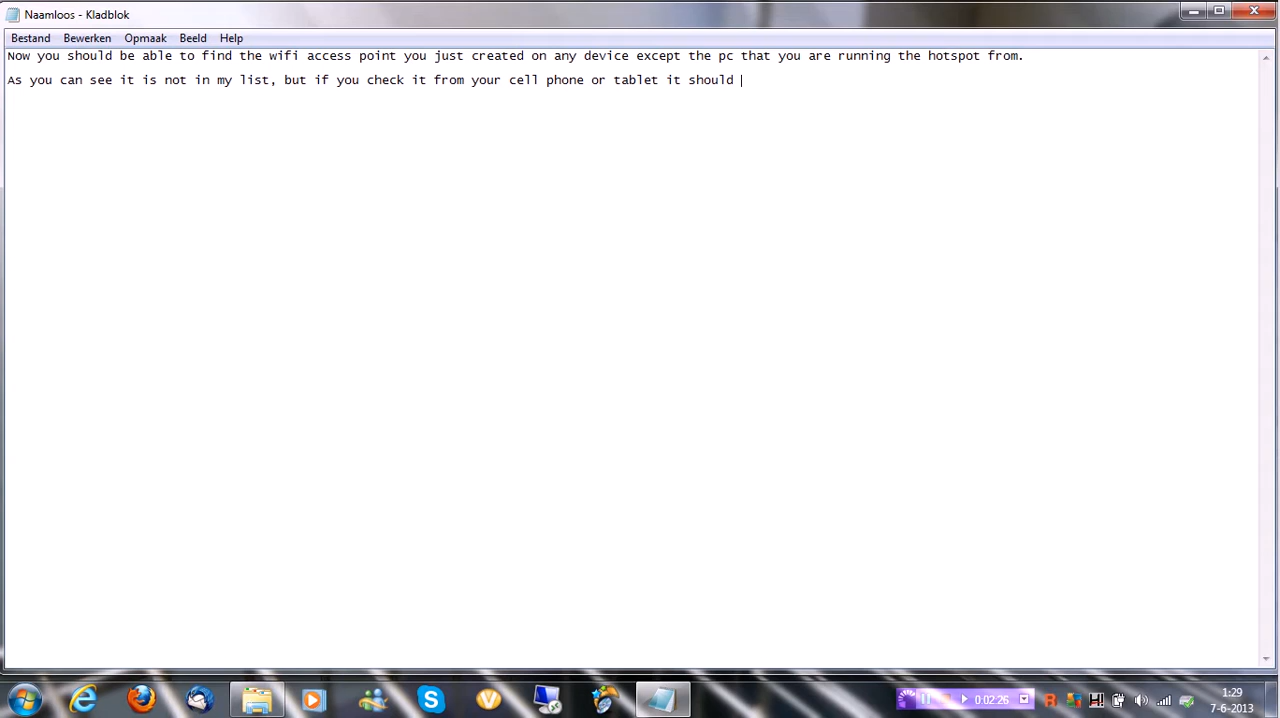 Naamloos - Kladblok
Bestand Bewerken Opmaak Beeld Help
Now you should be able to find the wifi access point you just created on any device except the pc that you are running the hotspot from.
As you can see it is not in my list, but if you check it from your cell phone or tablet it should
0:02:26
1:29
7-6-2013